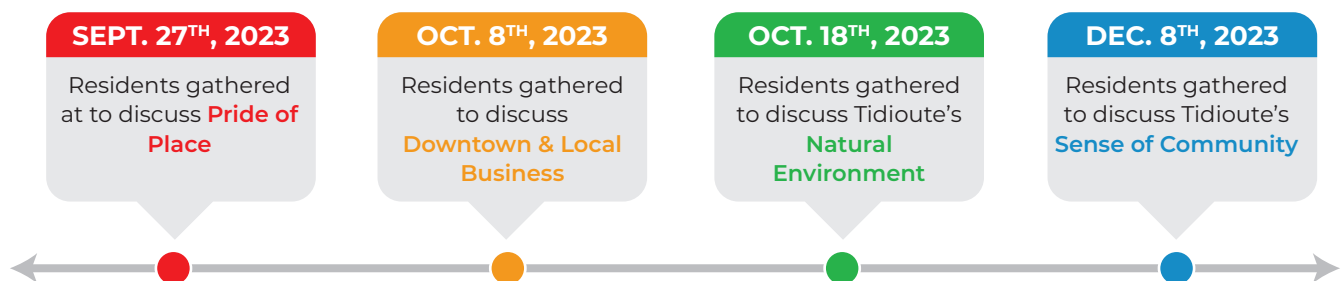 SEPT. 27TH, 2023
Residents gathered
at to discuss Pride of
Place
OCT. 8TH, 2023
Residents gathered
to discuss
Downtown & Local
Business
OCT. 18TH, 2023
Residents gathered
to discuss Tidioute’s
Natural
Environment
DEC. 8TH, 2023
Residents gathered
to discuss Tidioute’s
Sense of Community